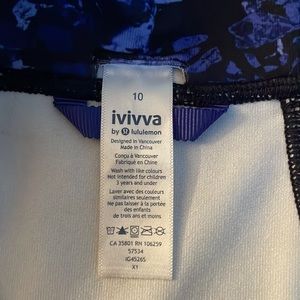 10
ivivva
by lululemon
Designed in Vancouver
Made in China
Conçu à Vancouver
Fabriqué en Chine
Wash with like colours
Not intended for children
3 years and under
Laver avec des couleurs
similaires seulement
Ne pas laisser à la portée
des enfants
de trois ans et moins
CA 35801 RN 106259
57534
IG4526S
X1